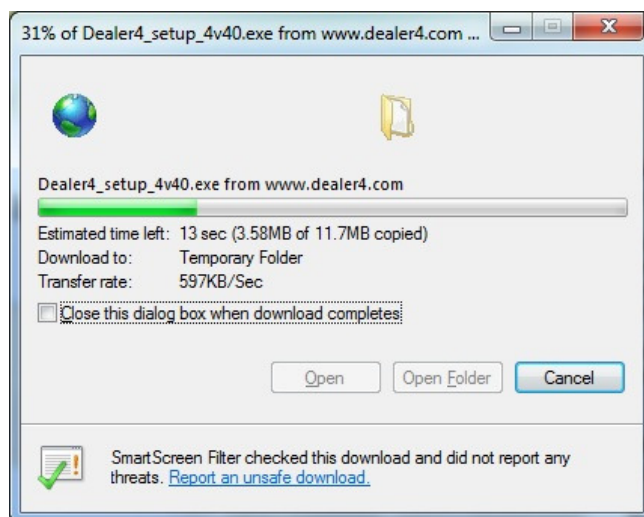 31% of Dealer4_setup_4v40.exe from www.dealer4.com ...
Dealer4_setup_4v40.exe from www.dealer4.com
Estimated time left: 13 sec (3.58MB of 11.7MB copied)
Download to: Temporary Folder
Transfer rate: 597KB/Sec
Close this dialog box when download completes
Open Open Folder Cancel
SmartScreen Filter checked this download and did not report any
threats. Report an unsafe download.